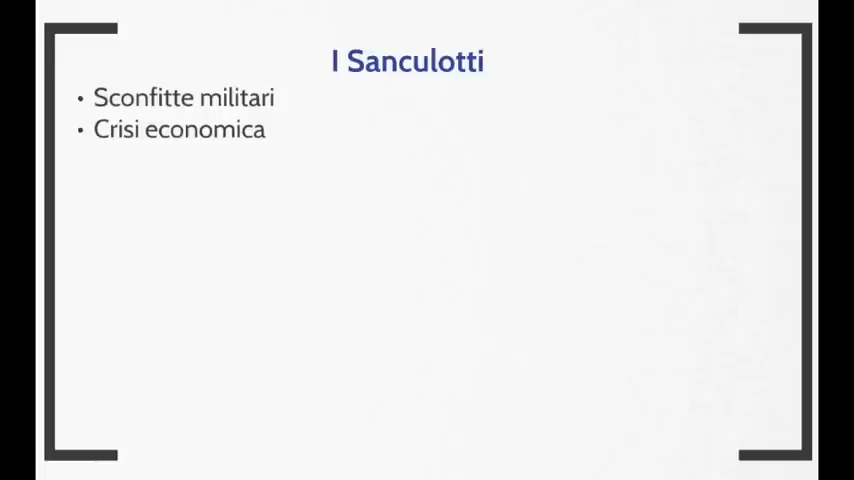 I Sanculotti
• Sconfitte militari
• Crisi economica